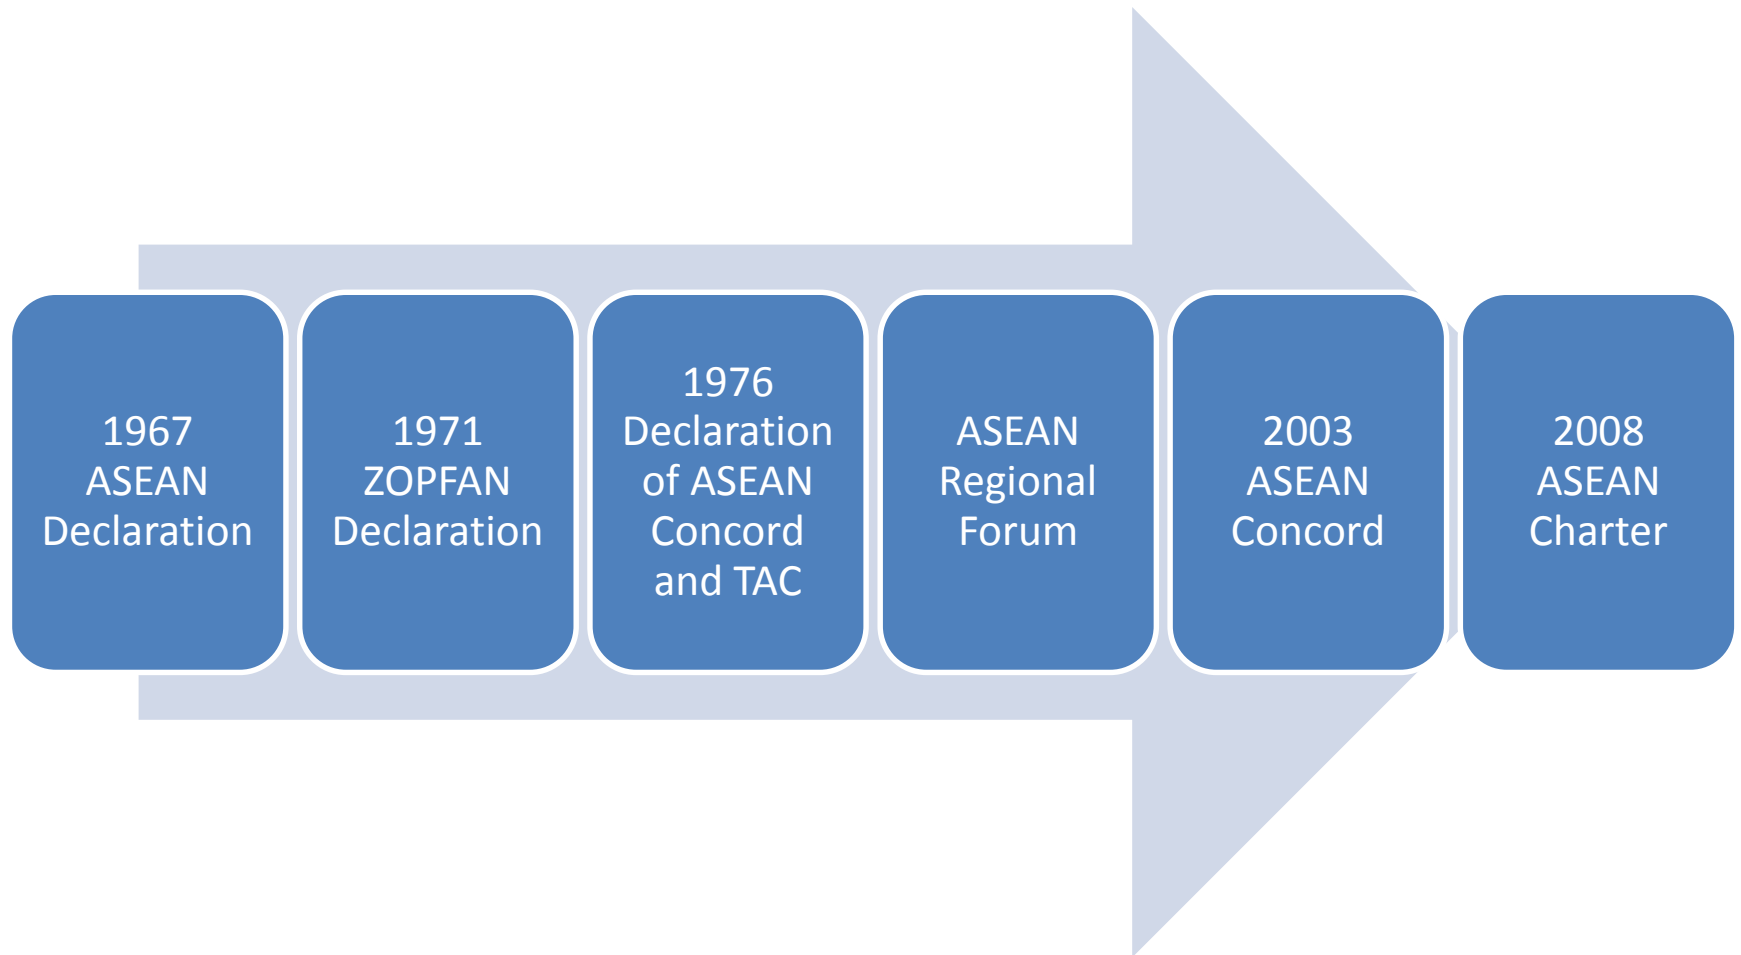 1967
ASEAN
Declaration
1971
ZOPFAN
Declaration
1976
Declaration
of ASEAN
Concord
and TAC
ASEAN
Regional
Forum
2003
ASEAN
Concord
2008
ASEAN
Charter